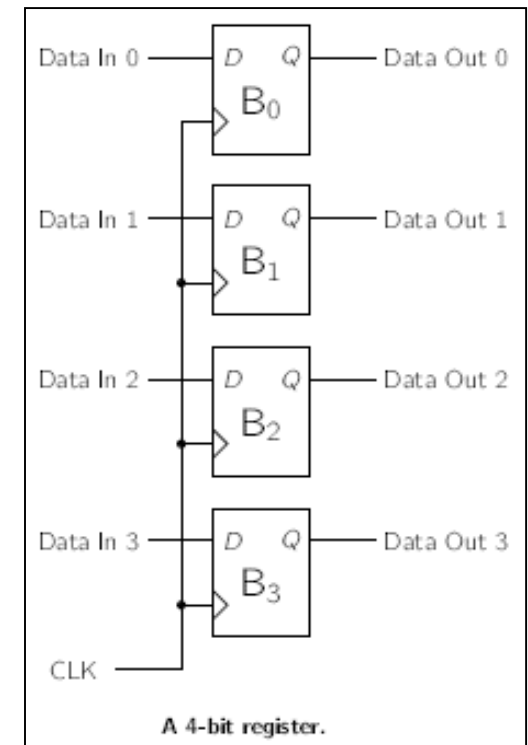 Data In 0 D Q Data Out 0
B₀
Data In 1 D Q Data Out 1
B₁
Data In 2 D Q Data Out 2
B₂
Data In 3 D Q Data Out 3
B₃
CLK
A 4-bit register.